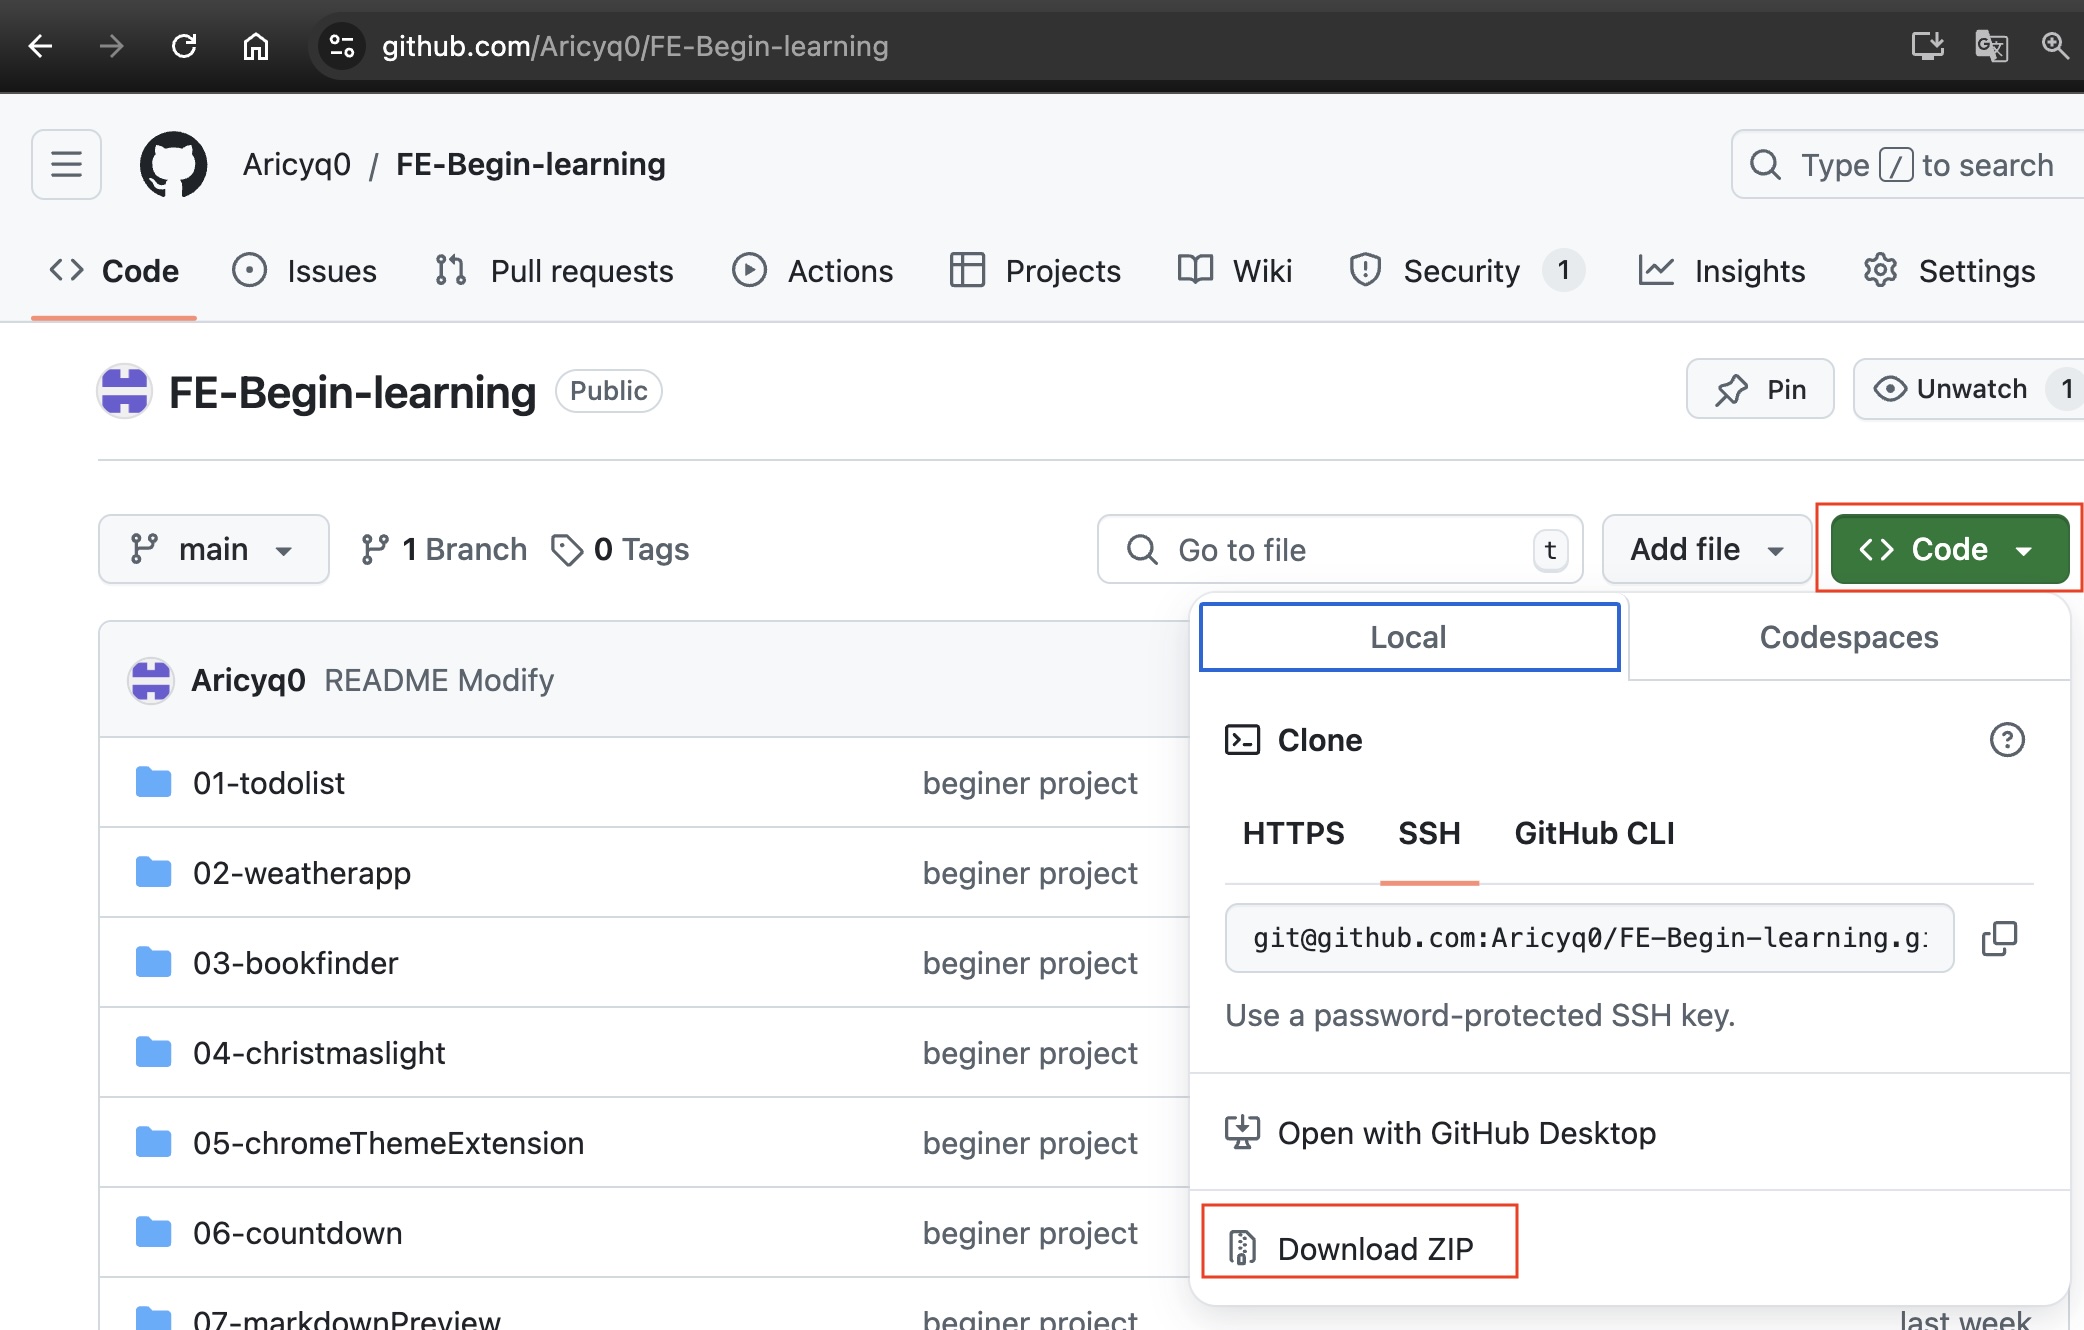 github.com/Aricyq0/FE-Begin-learning
Aricyq0 / FE-Begin-learning
Type / to search
Code Issues Pull requests Actions Projects Wiki Security 1 Insights Settings
FE-Begin-learning Public
Pin Unwatch 1
main 1 Branch 0 Tags
Go to file t Add file Code
Local Codespaces
Aricyq0 README Modify
Clone
01-todolist beginer project
HTTPS SSH GitHub CLI
02-weatherapp beginer project
git@github.com:Aricyq0/FE-Begin-learning.gi
03-bookfinder beginer project
Use a password-protected SSH key.
04-christmaslight beginer project
05-chromeThemeExtension beginer project
Open with GitHub Desktop
06-countdown beginer project
Download ZIP
07-markdownPreview beginer project last week